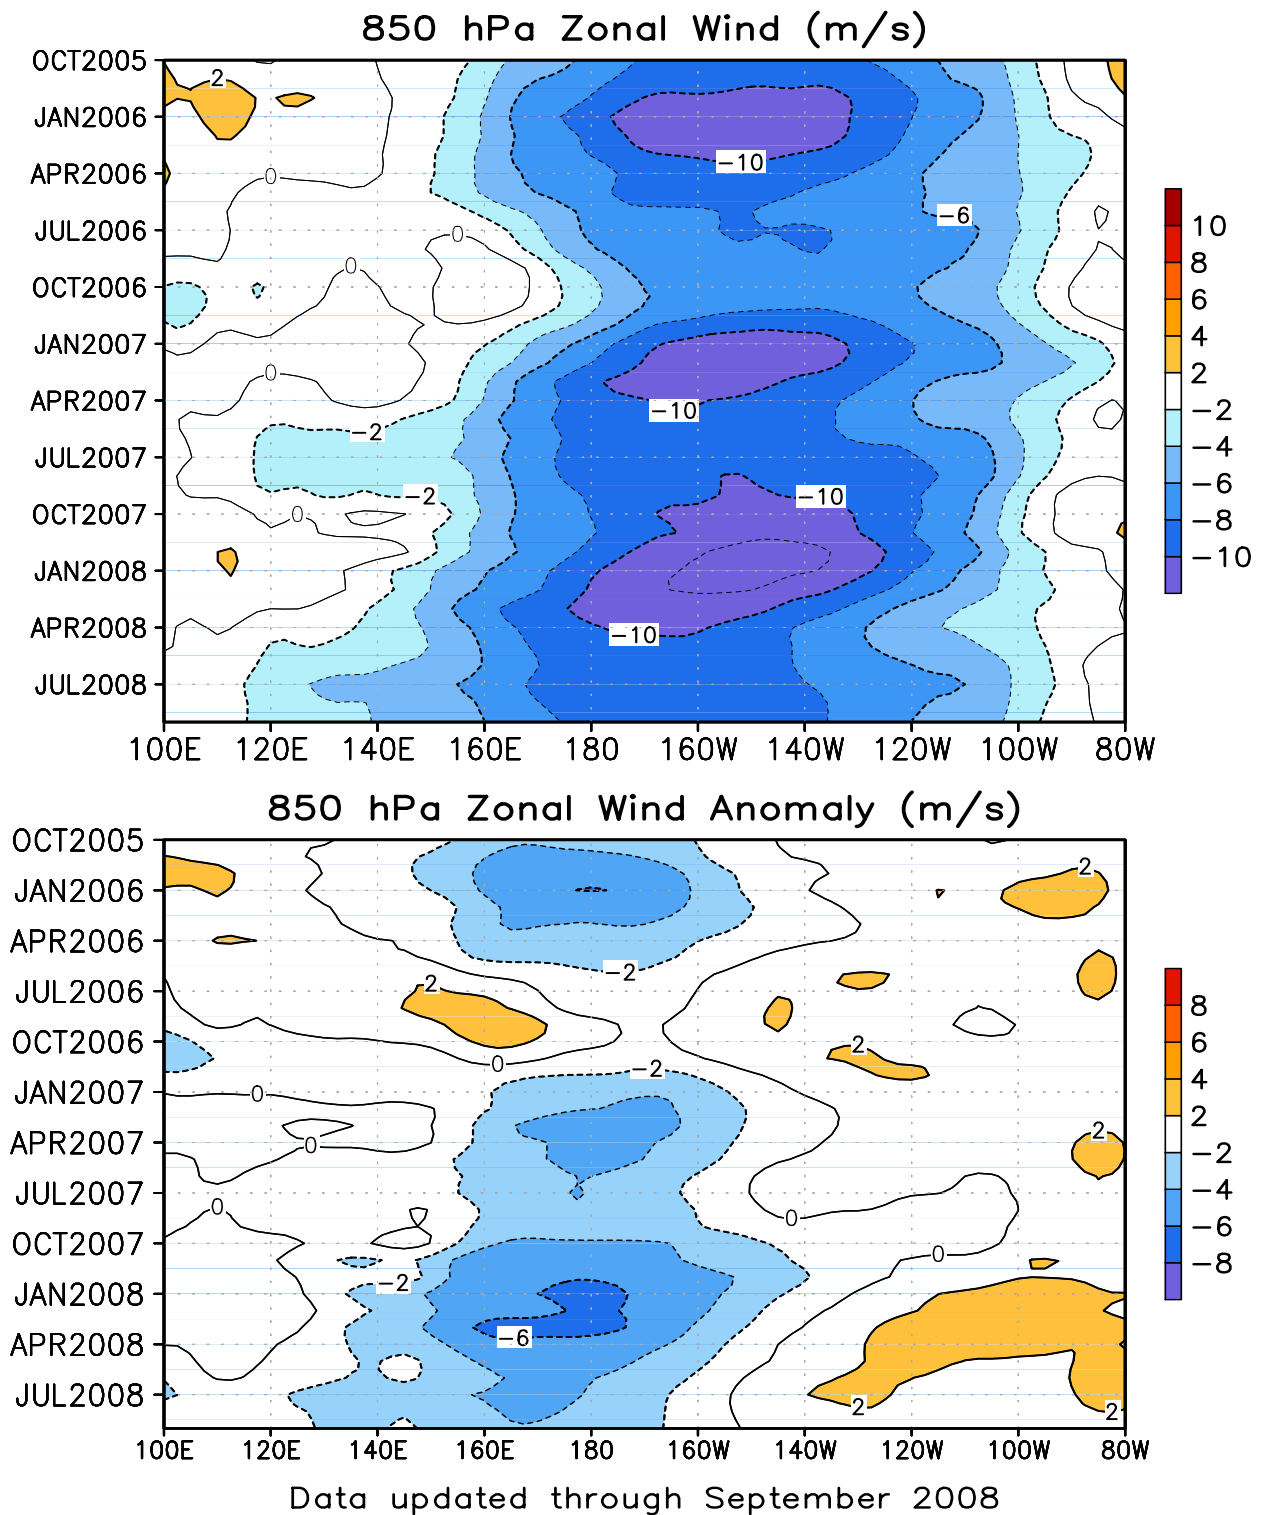 850 hPa Zonal Wind (m/s)
OCT2005
JAN2006
APR2006
JUL2006
OCT2006
JAN2007
APR2007
JUL2007
OCT2007
JAN2008
APR2008
JUL2008
2
0
-10
-6
0
0
0
-10
-2
-2
-10
0
-10
100E 120E 140E 160E 180 160W 140W 120W 100W 80W
10
8
6
4
2
-2
-4
-6
-8
-10
850 hPa Zonal Wind Anomaly (m/s)
OCT2005
JAN2006
APR2006
JUL2006
OCT2006
JAN2007
APR2007
JUL2007
OCT2007
JAN2008
APR2008
JUL2008
2
-2
2
2
0
-2
0
2
0
0
0
0
-2
-6
2
2
100E 120E 140E 160E 180 160W 140W 120W 100W 80W
8
6
4
2
-2
-4
-6
-8
Data updated through September 2008